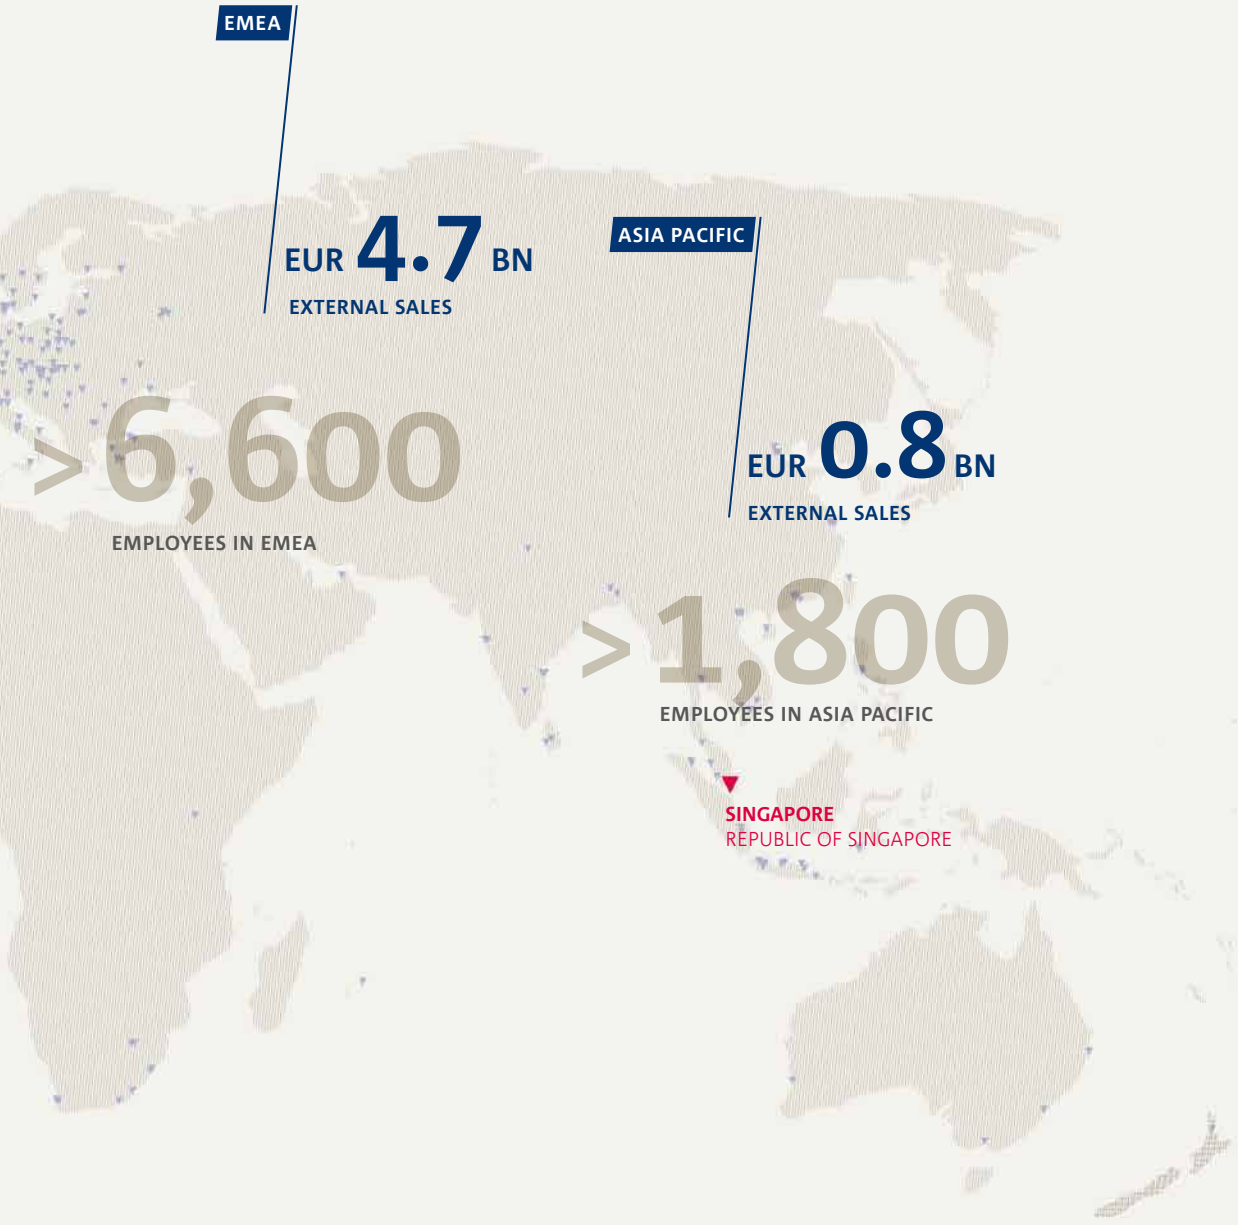 EMEA
EUR 4.7 BN
EXTERNAL SALES
>6,600
EMPLOYEES IN EMEA
ASIA PACIFIC
EUR 0.8 BN
EXTERNAL SALES
>1,800
EMPLOYEES IN ASIA PACIFIC
SINGAPORE
REPUBLIC OF SINGAPORE